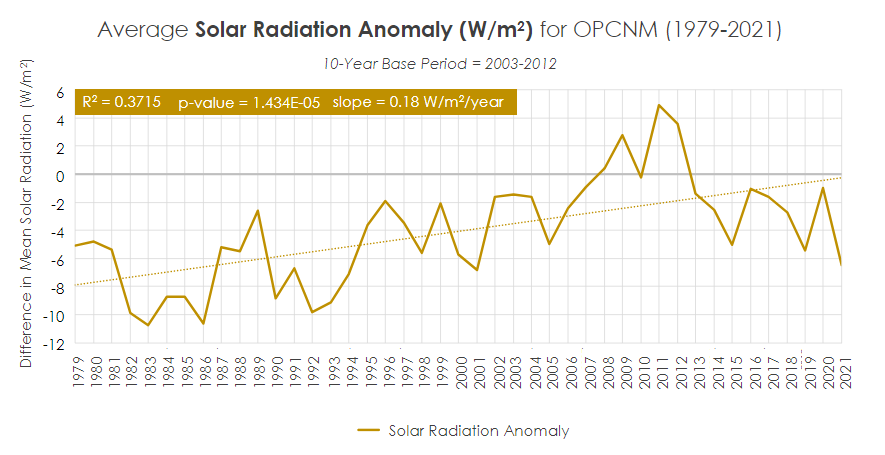 Average Solar Radiation Anomaly (W/m²) for OPCNM (1979-2021)
10-Year Base Period = 2003-2012
Difference in Mean Solar Radiation (W/m²)
R² = 0.3715 p-value = 1.434E-05 slope = 0.18 W/m²/year
6
4
2
0
-2
-4
-6
-8
-10
-12
1979 1980 1981 1982 1983 1984 1985 1986 1987 1988 1989 1990 1991 1992 1993 1994 1995 1996 1997 1998 1999 2000 2001 2002 2003 2004 2005 2006 2007 2008 2009 2010 2011 2012 2013 2014 2015 2016 2017 2018 2019 2020 2021
Solar Radiation Anomaly